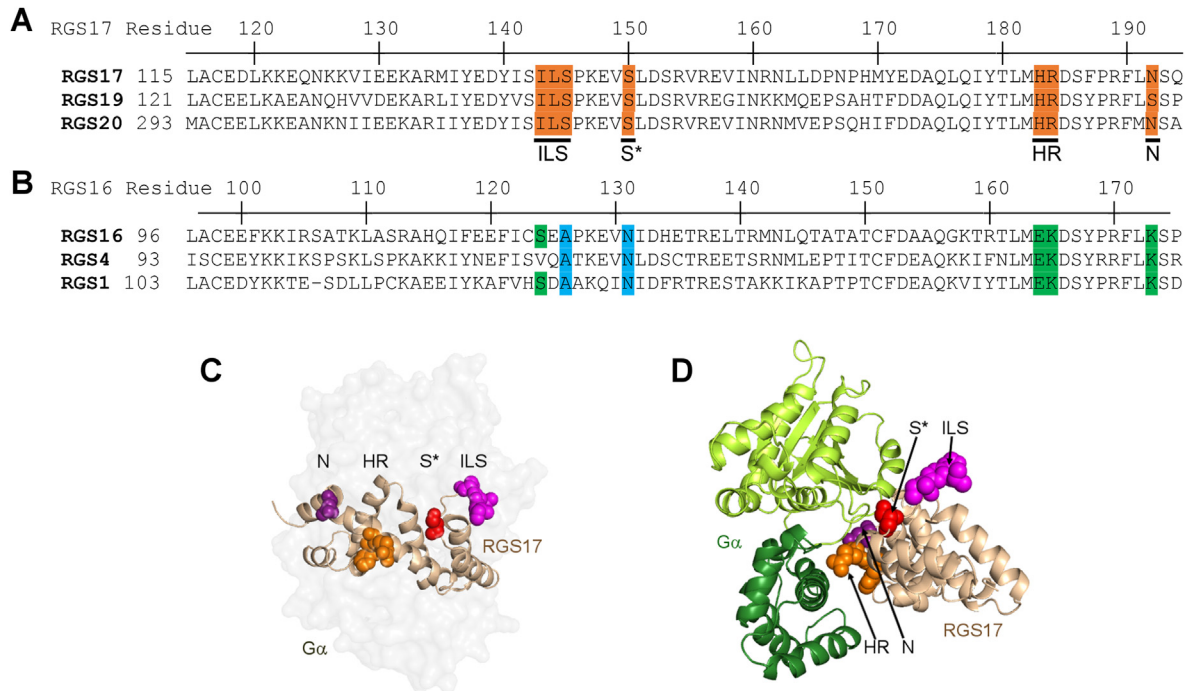 A
RGS17 Residue 120 130 140 150 160 170 180 190
RGS17 115 LACEDLKKEQNKKVIEEKARMIYEDYISILSPKEVSLDSRVREVINRNLLDPNPHMYEDAQLQIYTLMHRDSFPRFLNSQ
RGS19 121 LACEELKAEANQHVVDEKARLIYEDYVSILSPKEVSLDSRVREGINKKMQEPSAHTFDDAQLQIYTLMHRDSYPRFLSSP
RGS20 293 MACEELKKEANKNIIEEKARIIYEDYISILSPKEVSLDSRVREVINRNMVEPSQHIFDDAQLQIYTLMHRDSYPRFMNSA
ILS S* HR N
B
RGS16 Residue 100 110 120 130 140 150 160 170
RGS16 96 LACEEFKKIRSATKLASRAHQIFEEFICSEAPKEVNIDHETRELTRMNLQTATATCFDAAQGKTRTLMEKDSYPRFLKSP
RGS4 93 ISCEEYKKIKSPSKLSPKAKKIYNEFISVQATKEVNLDSCTREETSRNMLEPTITCFDEAQKKIFNLMEKDSYRRFLKSR
RGS1 103 LACEDYKKTE-SDLLPCKAEEIYKAFVHSDAAKQINIDFRTRESTAKKIKAPTPTCFDEAQKVIYTLMEKDSYPRFLKSD
C
N HR S* ILS
RGS17
Gα
D
S* ILS
Gα
RGS17
HR N